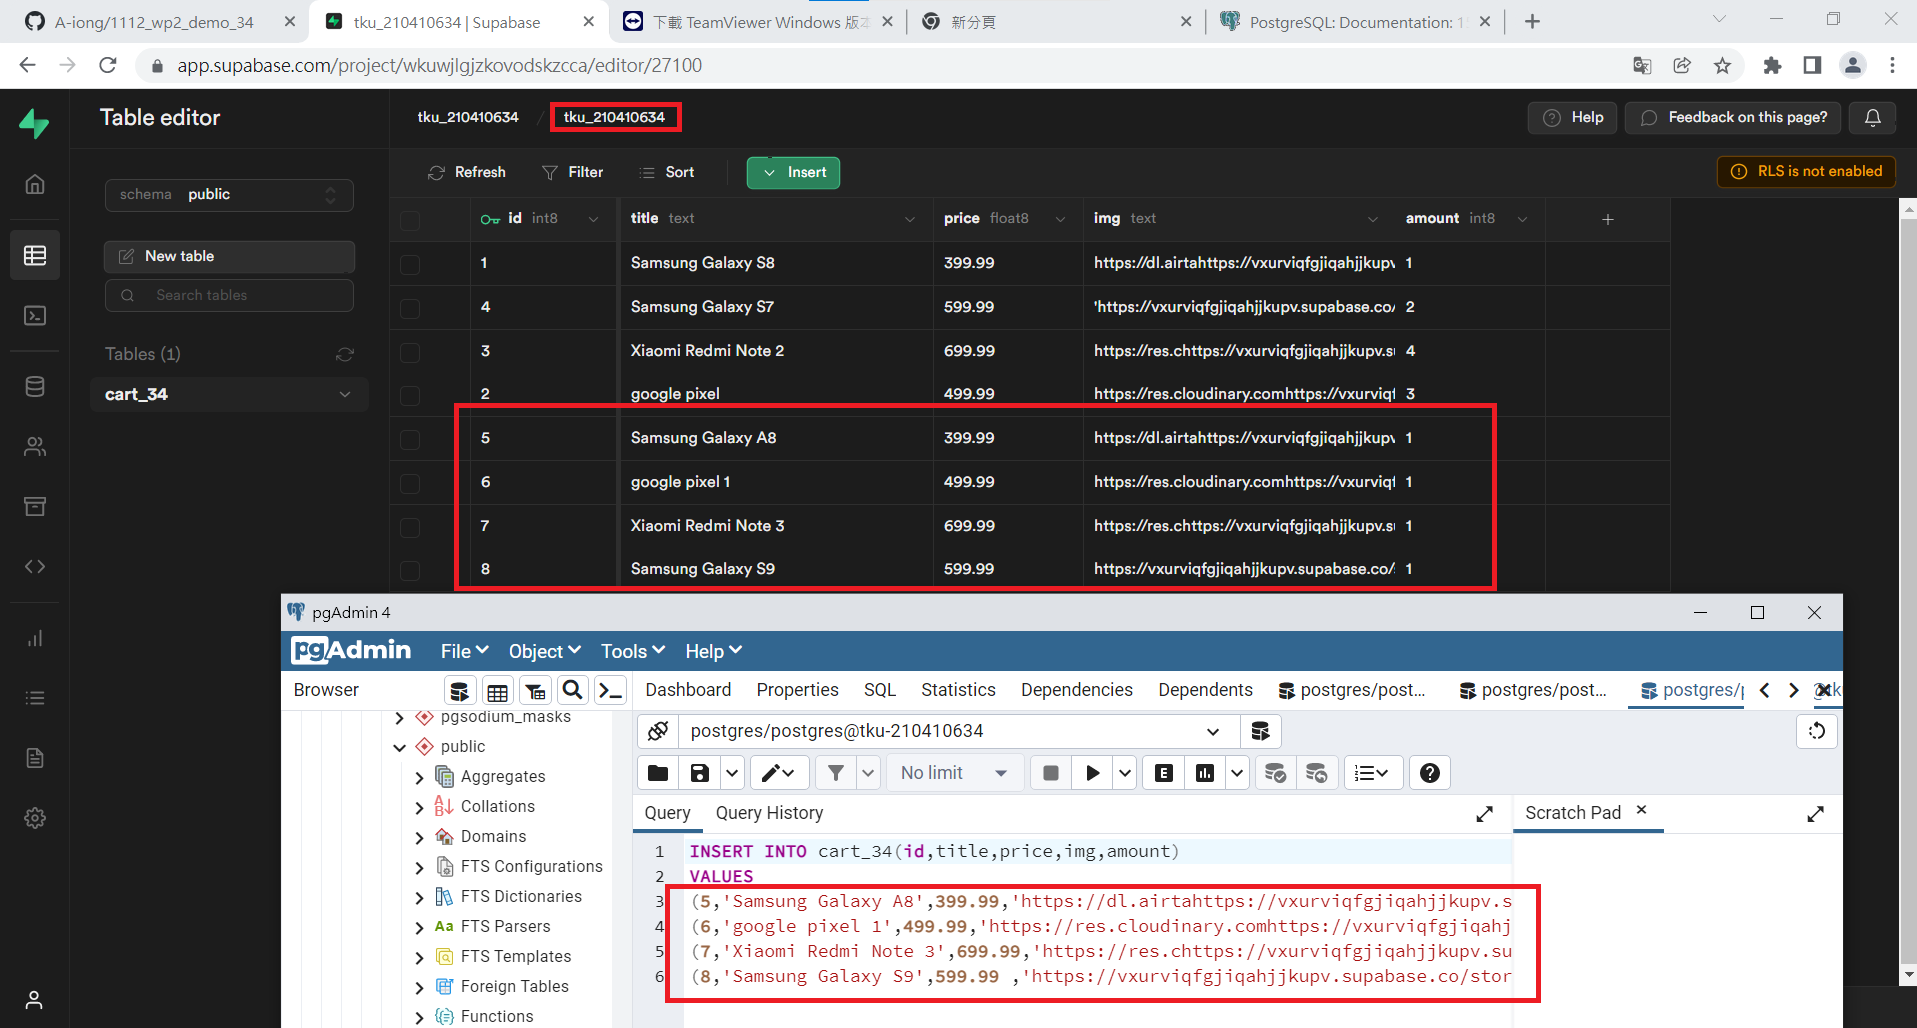 A-iong/1112_wp2_demo_34
tku_210410634 | Supabase
下載 TeamViewer Windows 版本
新分頁
PostgreSQL: Documentation: 1
app.supabase.com/project/wkuwjlgjzkovodskzcca/editor/27100
Table editor
tku_210410634 / tku_210410634
Help
Feedback on this page?
Refresh
Filter
Sort
Insert
RLS is not enabled
schema public
New table
Search tables
Tables (1)
cart_34
id int8 title text price float8 img text amount int8 +
1 Samsung Galaxy S8 399.99 https://dl.airtahttps://vxurviqfgjiqahjjkupv 1
4 Samsung Galaxy S7 599.99 'https://vxurviqfgjiqahjjkupv.supabase.co/ 2
3 Xiaomi Redmi Note 2 699.99 https://res.chttps://vxurviqfgjiqahjjkupv.su 4
2 google pixel 499.99 https://res.cloudinary.comhttps://vxurviqf 3
5 Samsung Galaxy A8 399.99 https://dl.airtahttps://vxurviqfgjiqahjjkupv 1
6 google pixel 1 499.99 https://res.cloudinary.comhttps://vxurviqf 1
7 Xiaomi Redmi Note 3 699.99 https://res.chttps://vxurviqfgjiqahjjkupv.su 1
8 Samsung Galaxy S9 599.99 https://vxurviqfgjiqahjjkupv.supabase.co/ 1
pgAdmin 4
pgAdmin File Object Tools Help
Browser
Dashboard Properties SQL Statistics Dependencies Dependents postgres/post... postgres/post... postgres/p
pgsodium_masks
public
Aggregates
Collations
Domains
FTS Configurations
FTS Dictionaries
FTS Parsers
FTS Templates
Foreign Tables
Functions
postgres/postgres@tku-210410634
No limit
Query Query History
Scratch Pad
1 INSERT INTO cart_34(id,title,price,img,amount)
2 VALUES
3 (5,'Samsung Galaxy A8',399.99,'https://dl.airtahttps://vxurviqfgjiqahjjkupv.s
4 (6,'google pixel 1',499.99,'https://res.cloudinary.comhttps://vxurviqfgjiqahj
5 (7,'Xiaomi Redmi Note 3',699.99,'https://res.chttps://vxurviqfgjiqahjjkupv.su
6 (8,'Samsung Galaxy S9',599.99 ,'https://vxurviqfgjiqahjjkupv.supabase.co/stor